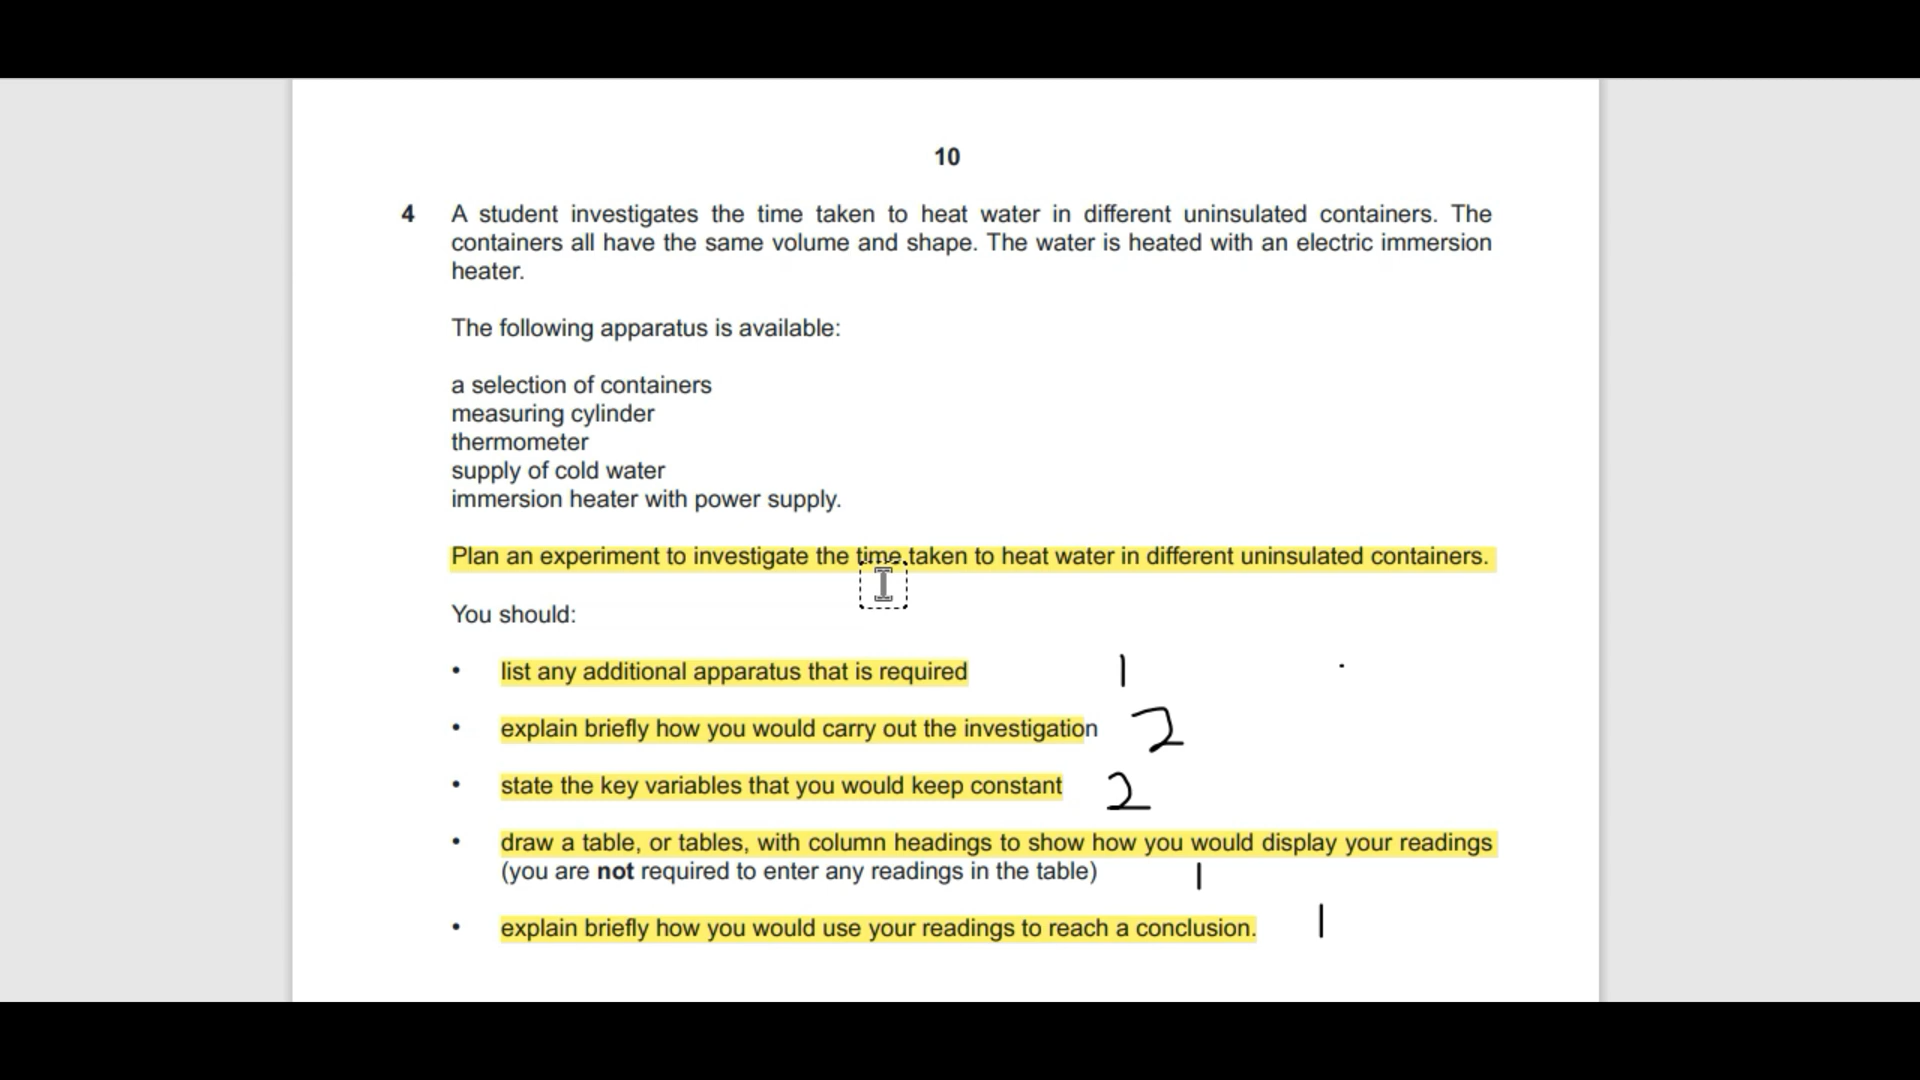 10
4 A student investigates the time taken to heat water in different uninsulated containers. The
containers all have the same volume and shape. The water is heated with an electric immersion
heater.
The following apparatus is available:
a selection of containers
measuring cylinder
thermometer
supply of cold water
immersion heater with power supply.
Plan an experiment to investigate the time taken to heat water in different uninsulated containers.
You should:
• list any additional apparatus that is required 1
• explain briefly how you would carry out the investigation 2
• state the key variables that you would keep constant 2
• draw a table, or tables, with column headings to show how you would display your readings
(you are not required to enter any readings in the table) 1
• explain briefly how you would use your readings to reach a conclusion. 1